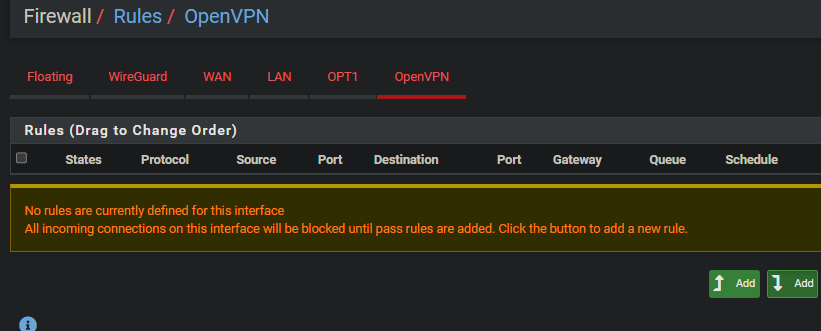 Firewall / Rules / OpenVPN
Floating WireGuard WAN LAN OPT1 OpenVPN
Rules (Drag to Change Order)
States Protocol Source Port Destination Port Gateway Queue Schedule
No rules are currently defined for this interface
All incoming connections on this interface will be blocked until pass rules are added. Click the button to add a new rule.
Add Add
i